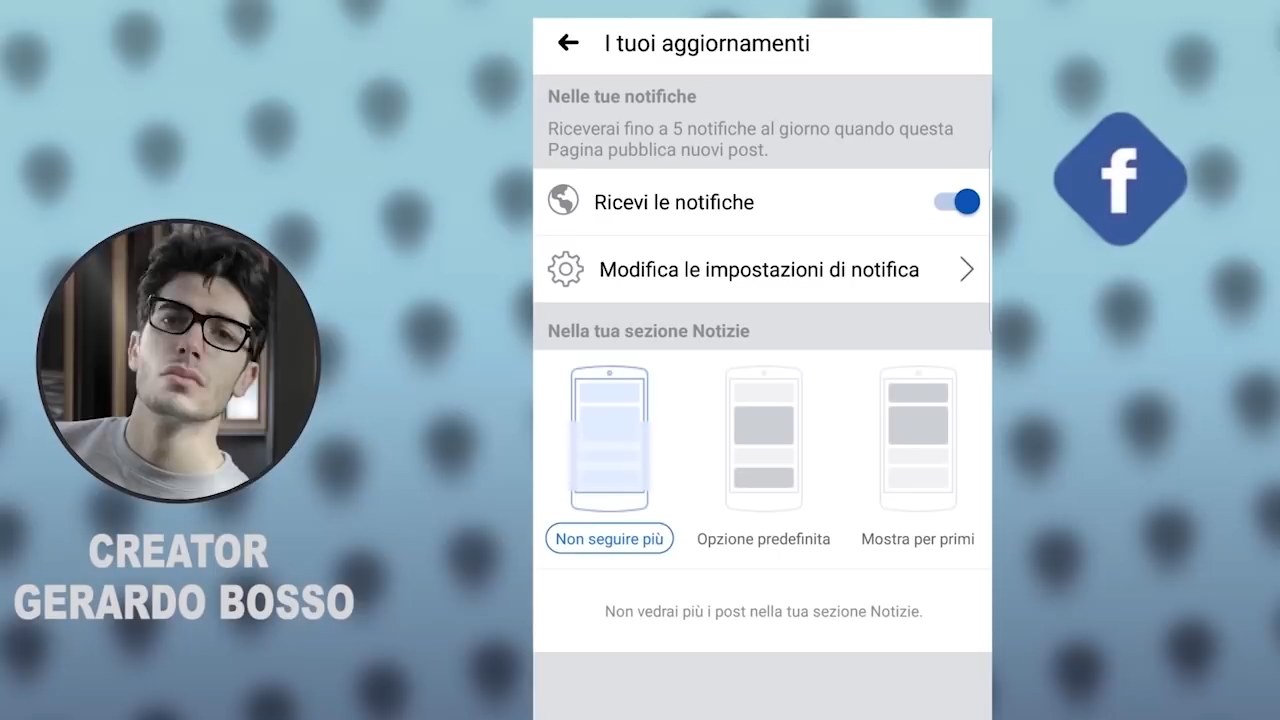 I tuoi aggiornamenti
Nelle tue notifiche
Riceverai fino a 5 notifiche al giorno quando questa
Pagina pubblica nuovi post.
Ricevi le notifiche
Modifica le impostazioni di notifica
Nella tua sezione Notizie
Non seguire più
Opzione predefinita
Mostra per primi
Non vedrai più i post nella tua sezione Notizie.
CREATOR
GERARDO BOSSO
f